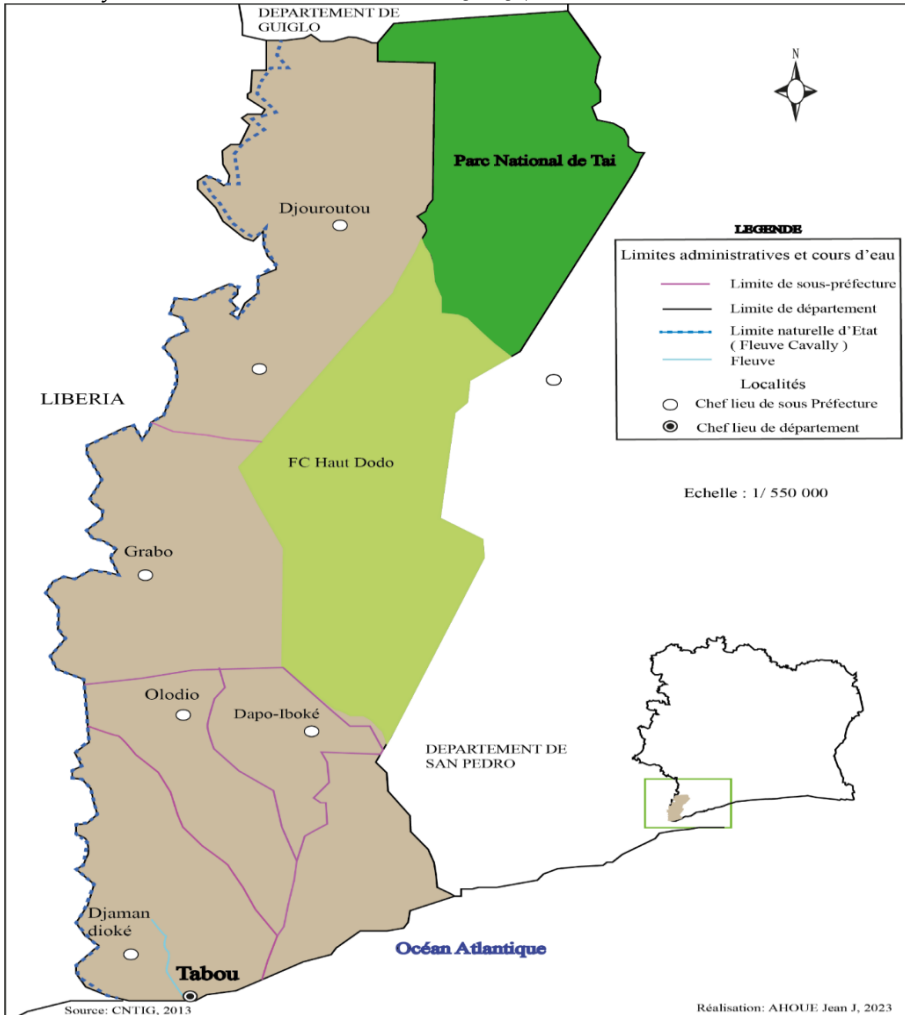 DEPARTEMENT DE
GUIGLO
N
Parc National de Tai
Djouroutou
LEGENDE
Limites administratives et cours d'eau
Limite de sous-préfecture
Limite de département
Limite naturelle d'Etat
( Fleuve Cavally )
Fleuve
Localités
Chef lieu de sous Préfecture
Chef lieu de département
LIBERIA
FC Haut Dodo
Echelle : 1/ 550 000
Grabo
Olodio
Dapo-Iboké
DEPARTEMENT DE
SAN PEDRO
Djaman
dioké
Océan Atlantique
Tabou
Source: CNTIG, 2013
Réalisation: AHOUE Jean J, 2023